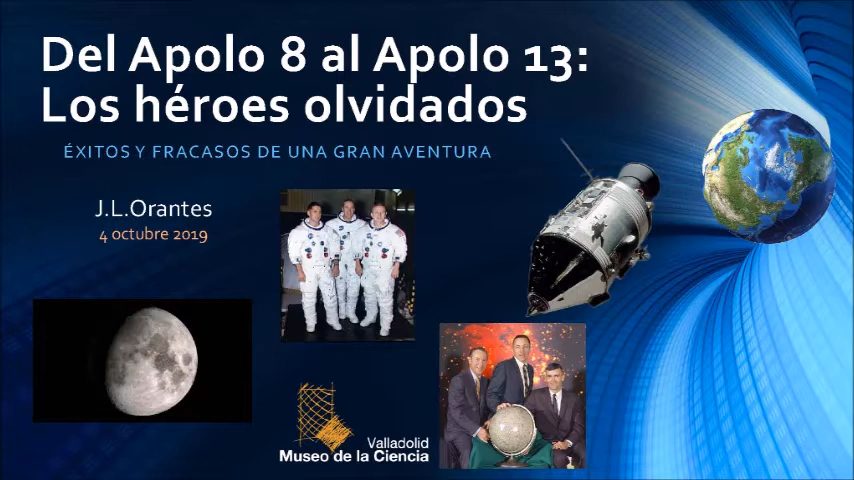 Del Apolo 8 al Apolo 13:
Los héroes olvidados
ÉXITOS Y FRACASOS DE UNA GRAN AVENTURA
J.L.Orantes
4 octubre 2019
Valladolid
Museo de la Ciencia